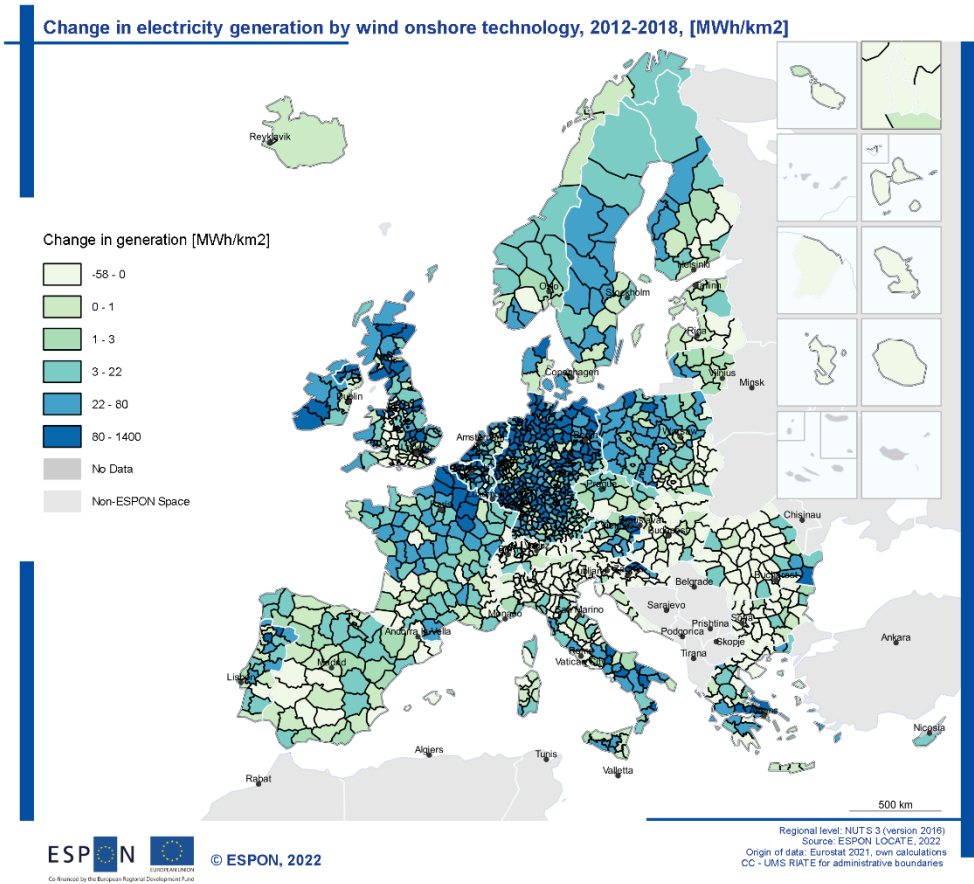 Change in electricity generation by wind onshore technology, 2012-2018, [MWh/km2]
Reykjavik
Change in generation [MWh/km2]
-58 - 0
0 - 1
1 - 3
3 - 22
22 - 80
80 - 1400
No Data
Non-ESPON Space
Helsinki
Oslo
Stockholm
Tallinn
Riga
Copenhagen
Vilnius
Minsk
Dublin
Amsterdam
Warsaw
Prague
Chisinau
Bratislava
Budapest
Ljubljana
Belgrade
Bucharest
Monaco
San Marino
Sarajevo
Pristina
Sofia
Podgorica
Skopje
Andorra la Vella
Rome
Vatican City
Tirana
Ankara
Madrid
Lisbon
Athens
Nicosia
Algiers
Tunis
Valletta
Rabat
500 km
Regional level: NUTS 3 (version 2016)
Source: ESPON LOCATE, 2022
Origin of data: Eurostat 2021, own calculations
CC - UMS RIATE for administrative boundaries
ESPON
EUROPEAN UNION
Co-financed by the European Regional Development Fund
© ESPON, 2022